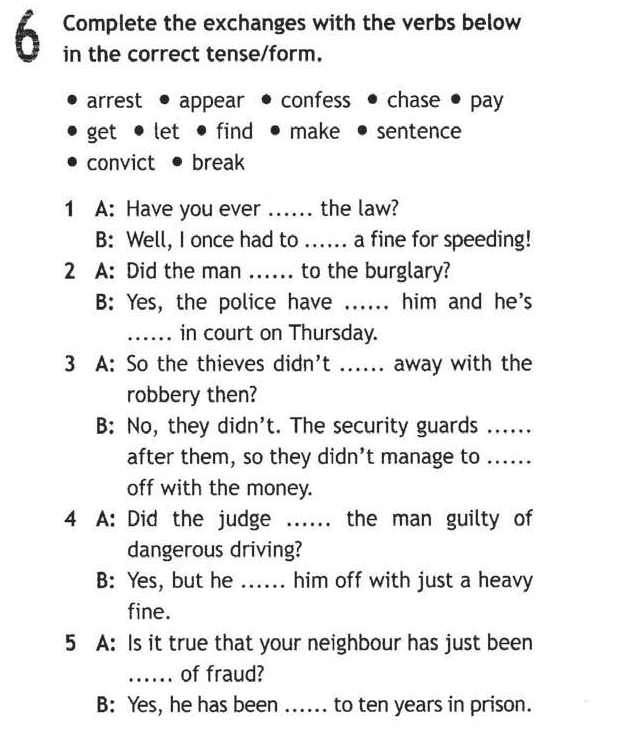 6 Complete the exchanges with the verbs below
in the correct tense/form.
• arrest • appear • confess • chase • pay
• get • let • find • make • sentence
• convict • break
1 A: Have you ever ...... the law?
B: Well, I once had to ...... a fine for speeding!
2 A: Did the man ...... to the burglary?
B: Yes, the police have ...... him and he's
...... in court on Thursday.
3 A: So the thieves didn't ...... away with the
robbery then?
B: No, they didn't. The security guards ......
after them, so they didn't manage to ......
off with the money.
4 A: Did the judge ...... the man guilty of
dangerous driving?
B: Yes, but he ...... him off with just a heavy
fine.
5 A: Is it true that your neighbour has just been
...... of fraud?
B: Yes, he has been ...... to ten years in prison.